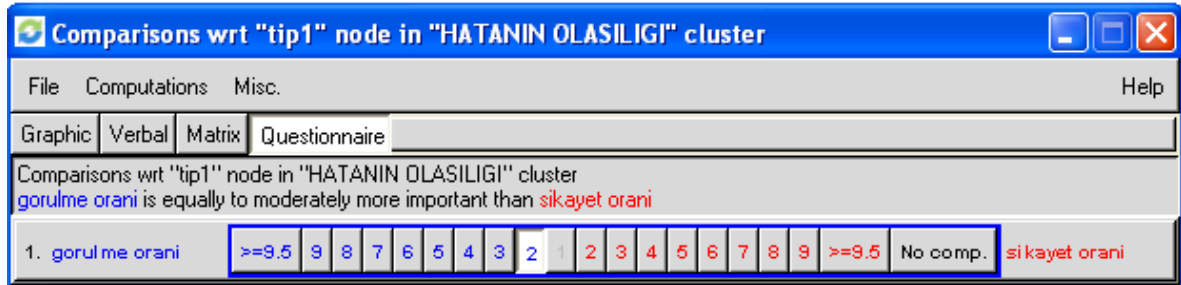 Comparisons wrt "tip1" node in "HATANIN OLASILIGI" cluster
File Computations Misc. Help
Graphic Verbal Matrix Questionnaire
Comparisons wrt "tip1" node in "HATANIN OLASILIGI" cluster
gorulme orani is equally to moderately more important than sikayet orani
1. gorulme orani >=9.5 9 8 7 6 5 4 3 2 1 2 3 4 5 6 7 8 9 >=9.5 No comp. sikayet orani